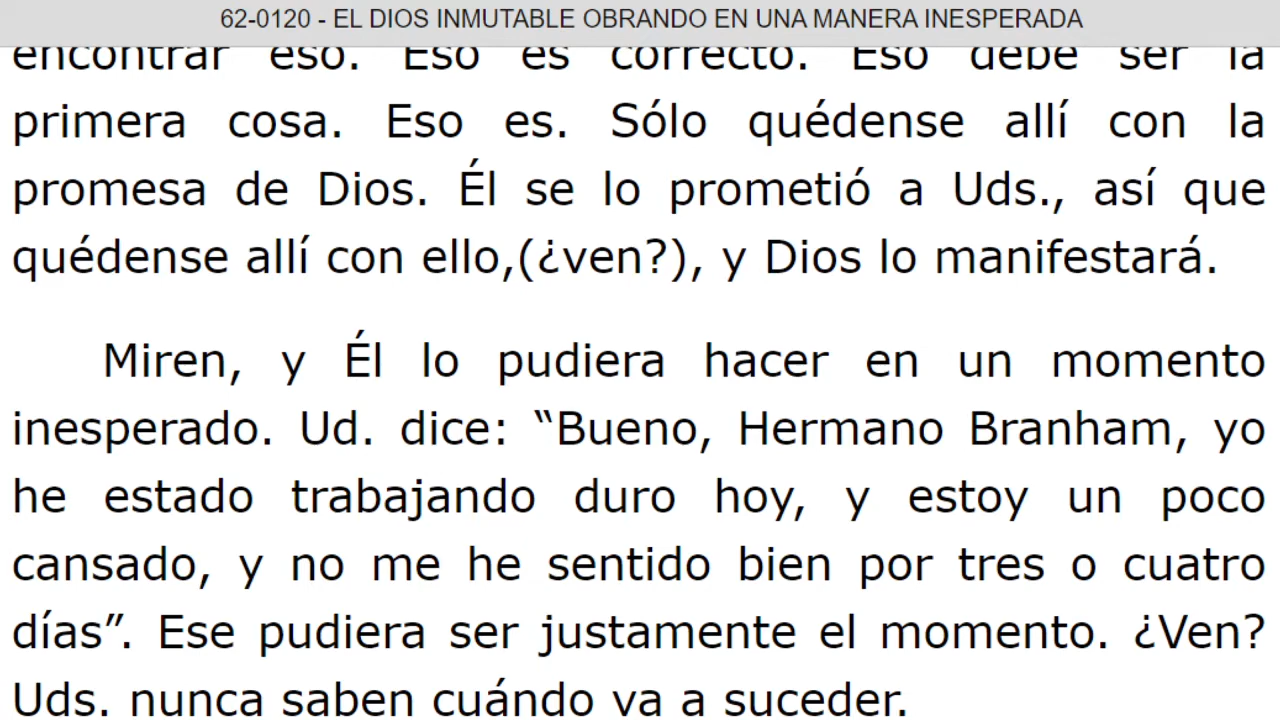 62-0120 - EL DIOS INMUTABLE OBRANDO EN UNA MANERA INESPERADA
encontrar eso. Eso es correcto. Eso debe ser la
primera cosa. Eso es. Sólo quédense allí con la
promesa de Dios. Él se lo prometió a Uds., así que
quédense allí con ello,(¿ven?), y Dios lo manifestará.
Miren, y Él lo pudiera hacer en un momento
inesperado. Ud. dice: “Bueno, Hermano Branham, yo
he estado trabajando duro hoy, y estoy un poco
cansado, y no me he sentido bien por tres o cuatro
días”. Ese pudiera ser justamente el momento. ¿Ven?
Uds. nunca saben cuándo va a suceder.